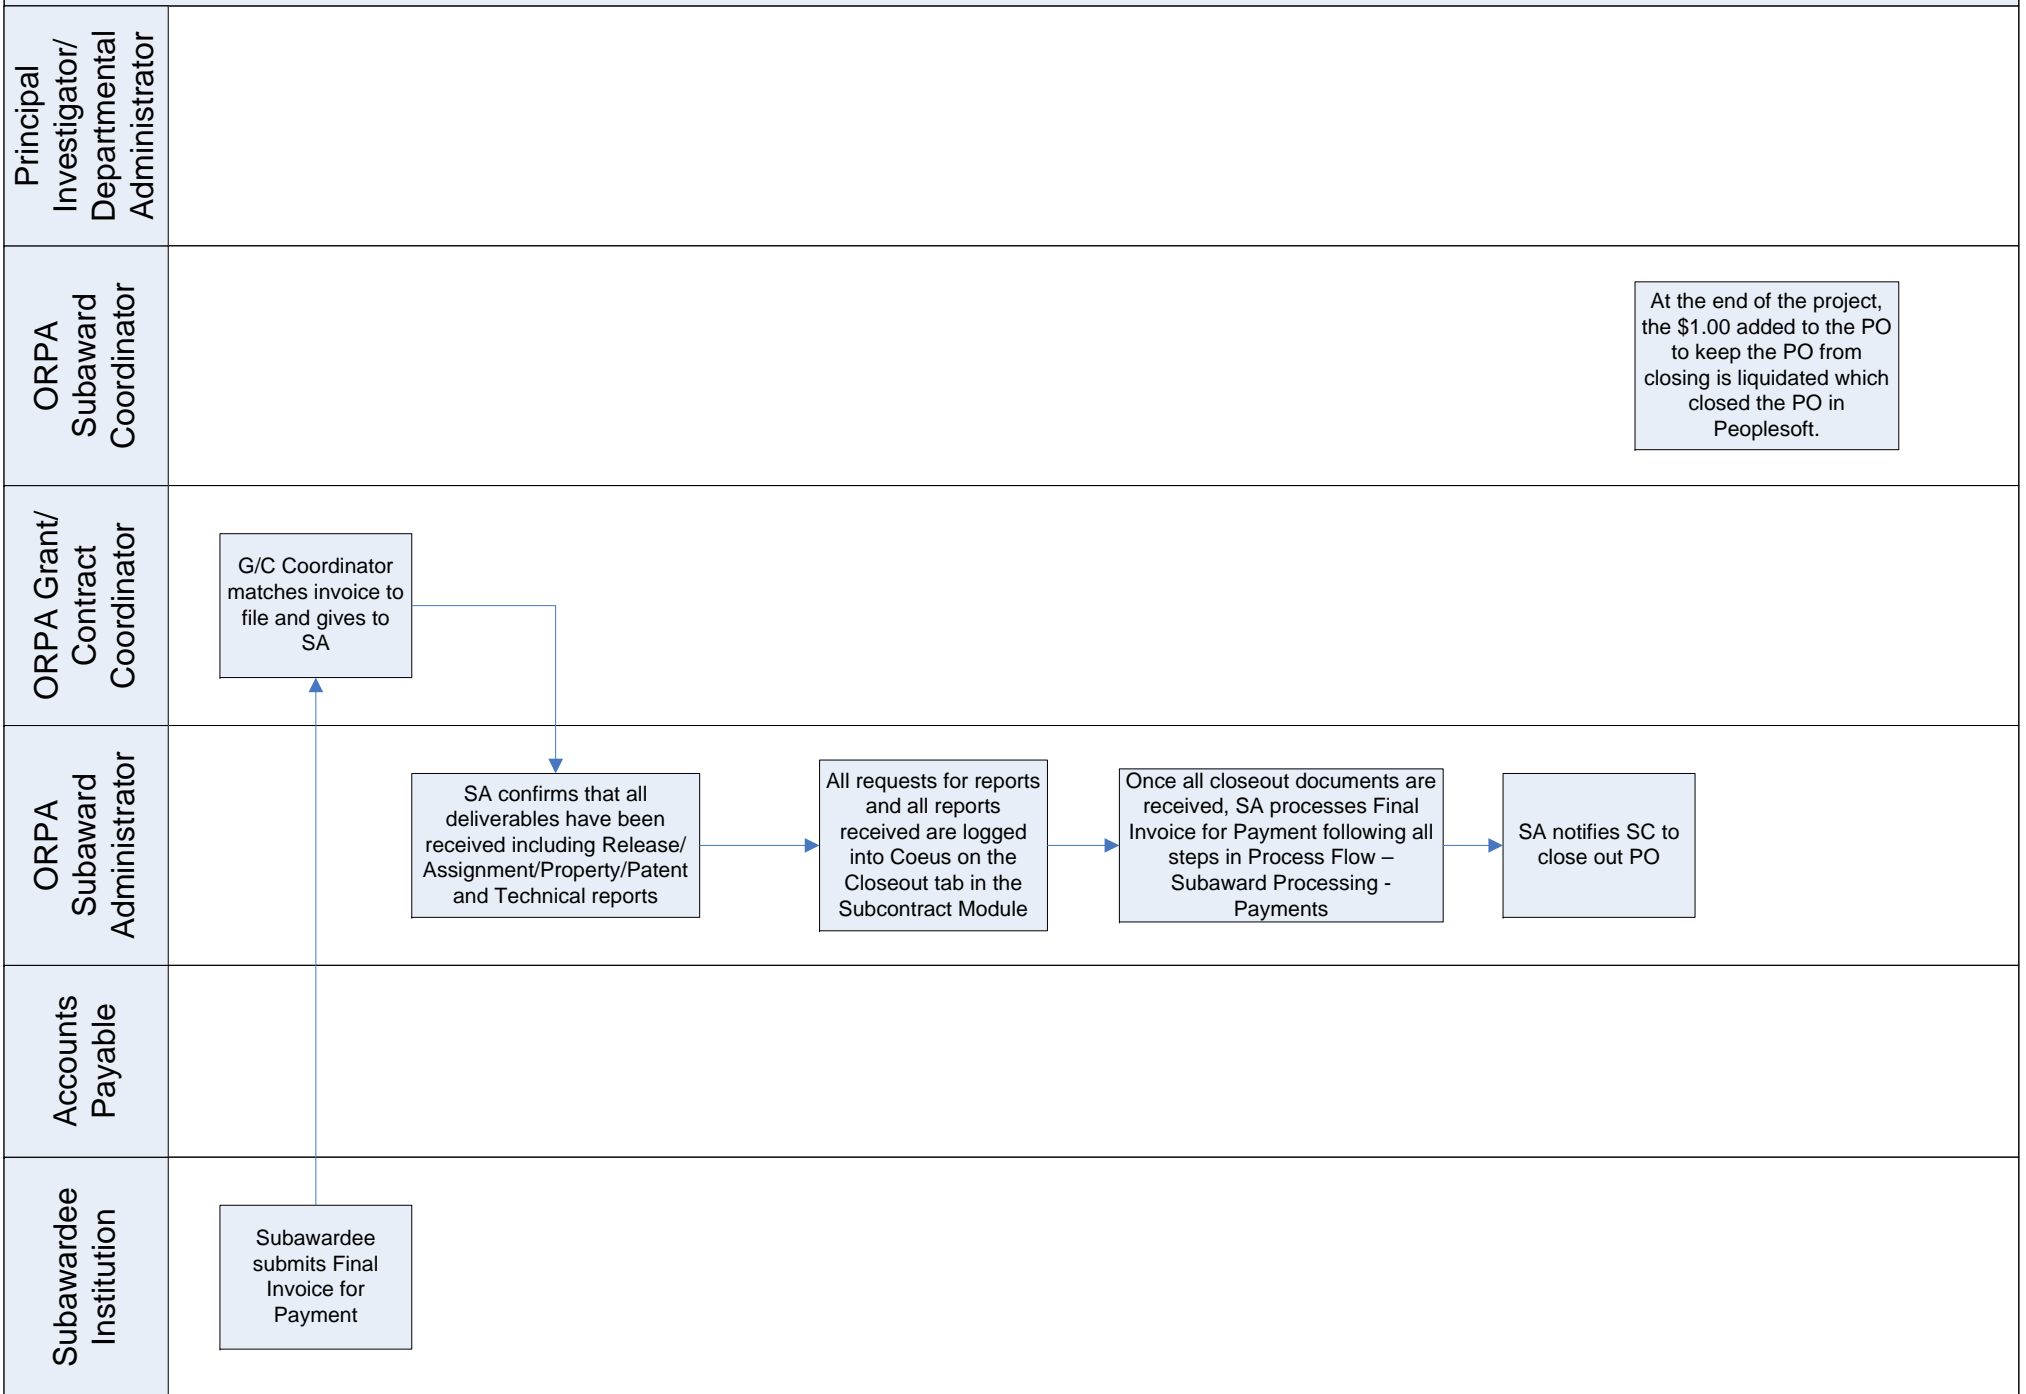 Principal
Investigator/
Departmental
Administrator
ORPA
Subaward
Coordinator
At the end of the project,
the $1.00 added to the PO
to keep the PO from
closing is liquidated which
closed the PO in
Peoplesoft.
ORPA Grant/
Contract
Coordinator
G/C Coordinator
matches invoice to
file and gives to
SA
ORPA
Subaward
Administrator
SA confirms that all
deliverables have been
received including Release/
Assignment/Property/Patent
and Technical reports
All requests for reports
and all reports
received are logged
into Coeus on the
Closeout tab in the
Subcontract Module
Once all closeout documents are
received, SA processes Final
Invoice for Payment following all
steps in Process Flow –
Subaward Processing -
Payments
SA notifies SC to
close out PO
Accounts
Payable
Subawardee
Institution
Subawardee
submits Final
Invoice for
Payment